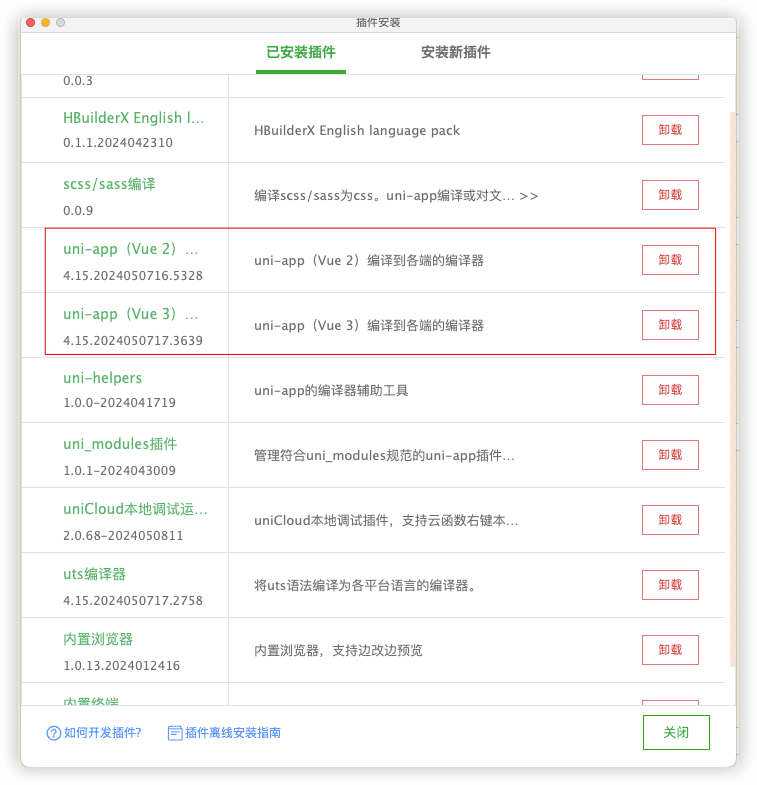 插件安装
已安装插件
安装新插件
0.0.3
HBuilderX English l...
0.1.1.2024042310
HBuilderX English language pack
卸载
scss/sass编译
0.0.9
编译scss/sass为css。uni-app编译或对文... >>
卸载
uni-app（Vue 2）...
4.15.2024050716.5328
uni-app（Vue 2）编译到各端的编译器
卸载
uni-app（Vue 3）...
4.15.2024050717.3639
uni-app（Vue 3）编译到各端的编译器
卸载
uni-helpers
1.0.0-2024041719
uni-app的编译器辅助工具
卸载
uni_modules插件
1.0.1-2024043009
管理符合uni_modules规范的uni-app插件...
卸载
uniCloud本地调试运...
2.0.68-2024050811
uniCloud本地调试插件，支持云函数右键本...
卸载
uts编译器
4.15.2024050717.2758
将uts语法编译为各平台语言的编译器。
卸载
内置浏览器
1.0.13.2024012416
内置浏览器，支持边改边预览
卸载
内置终端
如何开发插件?
插件离线安装指南
关闭